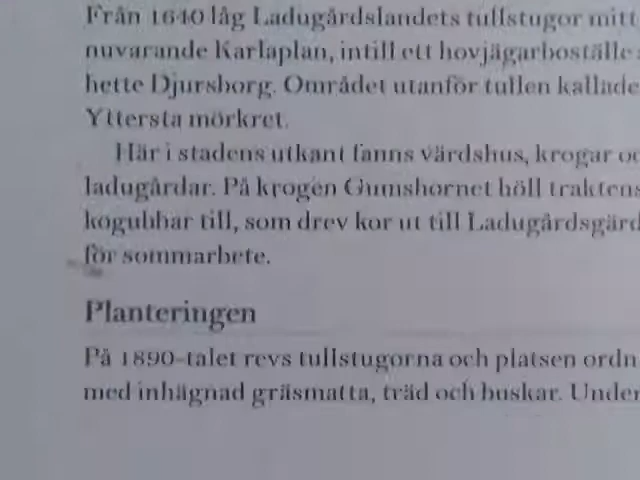 Från 1640 låg Ladugårdslandets tullstugor mitt
nuvarande Karlaplan, intill ett hovjägarboställe
hette Djursborg. Området utanför tullen kallade
Yttersta mörkret.
Här i stadens utkant fanns värdshus, krogar oc
ladugårdar. På krogen Gumshornet höll traktens
kogubbar till, som drev kor ut till Ladugårdsgärd
för sommarbete.
Planteringen
På 1890-talet revs tullstugorna och platsen ordn
med inhägnad gräsmatta, träd och buskar. Under